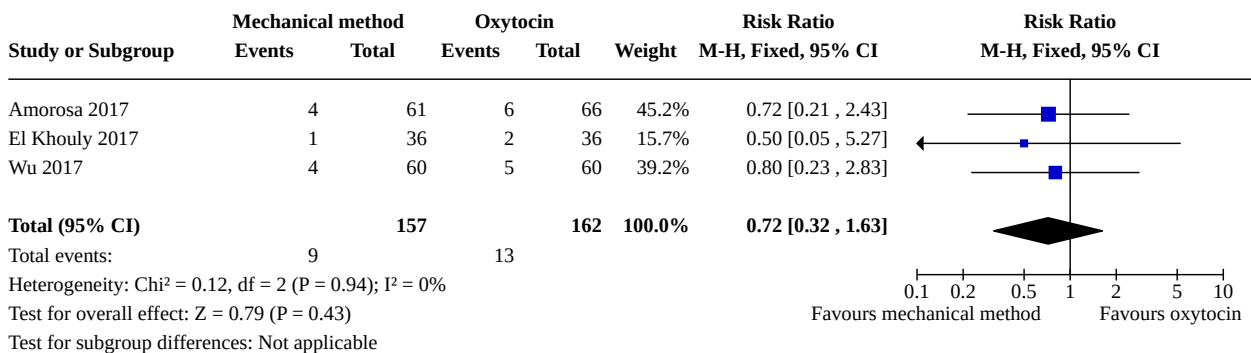 Mechanical method Oxytocin Risk Ratio Risk Ratio
Study or Subgroup Events Total Events Total Weight M-H, Fixed, 95% CI M-H, Fixed, 95% CI
Amorosa 2017 4 61 6 66 45.2% 0.72 [0.21 , 2.43]
El Khouly 2017 1 36 2 36 15.7% 0.50 [0.05 , 5.27]
Wu 2017 4 60 5 60 39.2% 0.80 [0.23 , 2.83]
Total (95% CI) 157 162 100.0% 0.72 [0.32 , 1.63]
Total events: 9 13
Heterogeneity: Chi² = 0.12, df = 2 (P = 0.94); I² = 0%
0.1 0.2 0.5 1 2 5 10
Test for overall effect: Z = 0.79 (P = 0.43)
Favours mechanical method Favours oxytocin
Test for subgroup differences: Not applicable